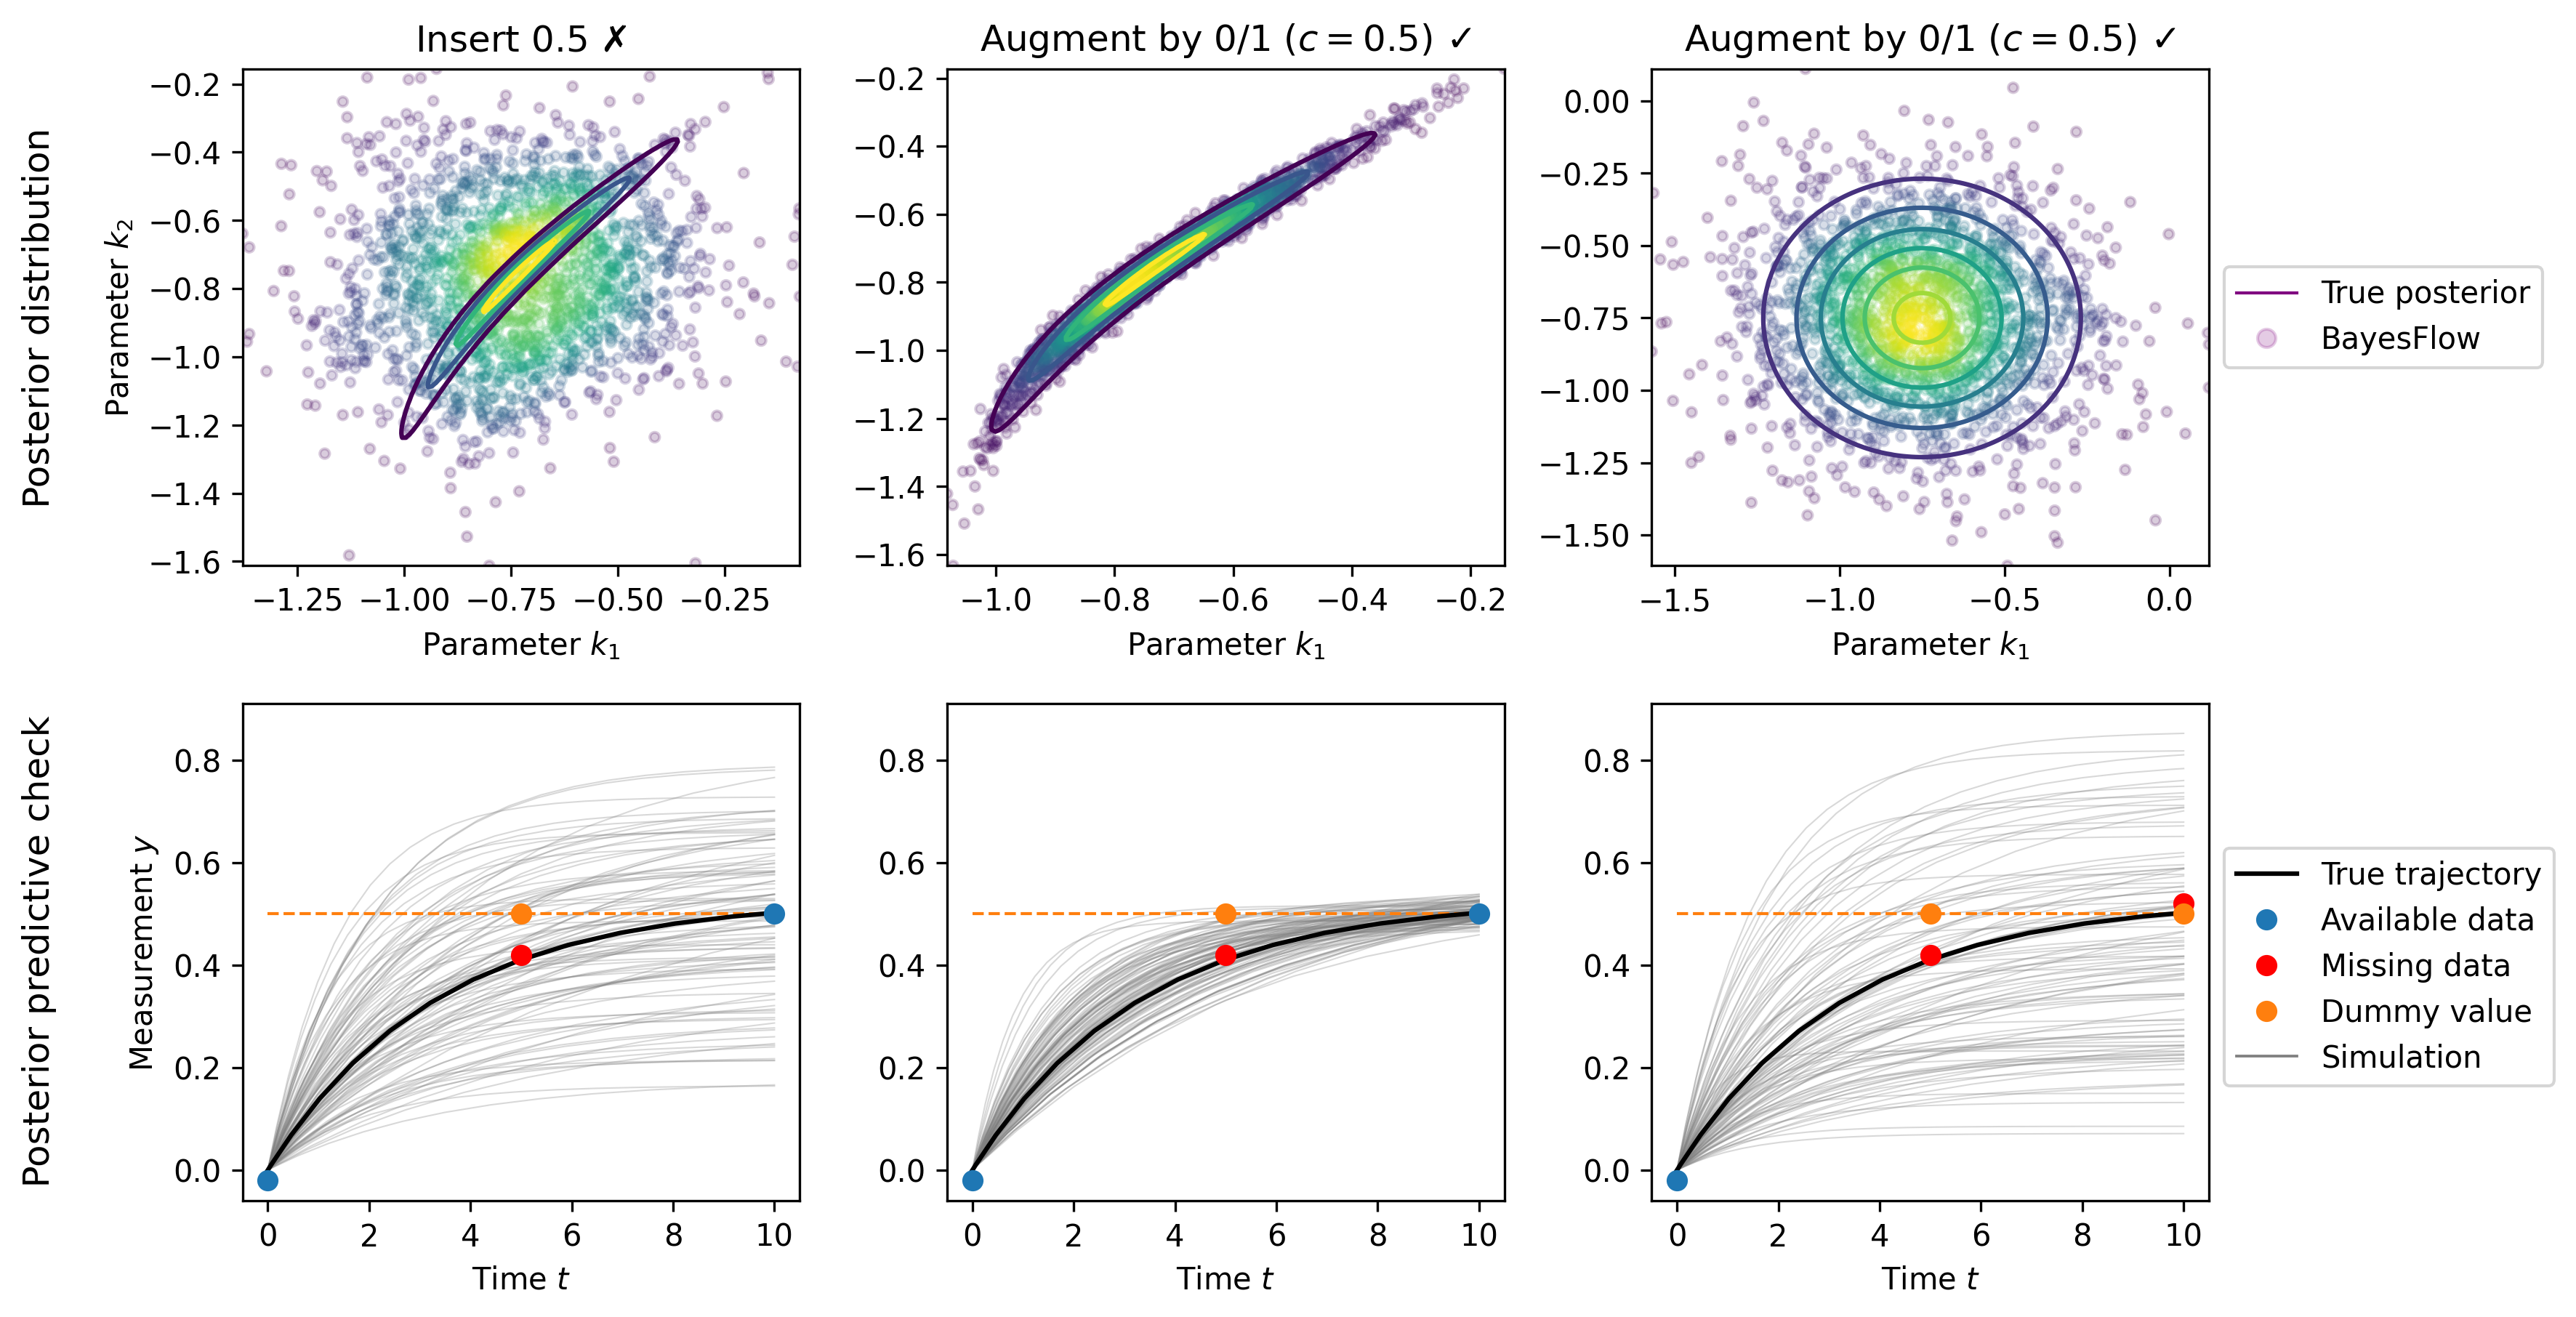 Insert 0.5 ✗
Augment by 0/1 (c = 0.5) ✓
Augment by 0/1 (c = 0.5) ✓
Posterior distribution
Parameter k₂
−0.2
−0.4
−0.6
−0.8
−1.0
−1.2
−1.4
−1.6
−1.25 −1.00 −0.75 −0.50 −0.25
Parameter k₁
−0.2
−0.4
−0.6
−0.8
−1.0
−1.2
−1.4
−1.6
−1.0 −0.8 −0.6 −0.4 −0.2
Parameter k₁
0.00
−0.25
−0.50
−0.75
−1.00
−1.25
−1.50
−1.5 −1.0 −0.5 0.0
Parameter k₁
True posterior
BayesFlow
Posterior predictive check
Measurement y
0.8
0.6
0.4
0.2
0.0
0 2 4 6 8 10
Time t
0.8
0.6
0.4
0.2
0.0
0 2 4 6 8 10
Time t
0.8
0.6
0.4
0.2
0.0
0 2 4 6 8 10
Time t
True trajectory
Available data
Missing data
Dummy value
Simulation